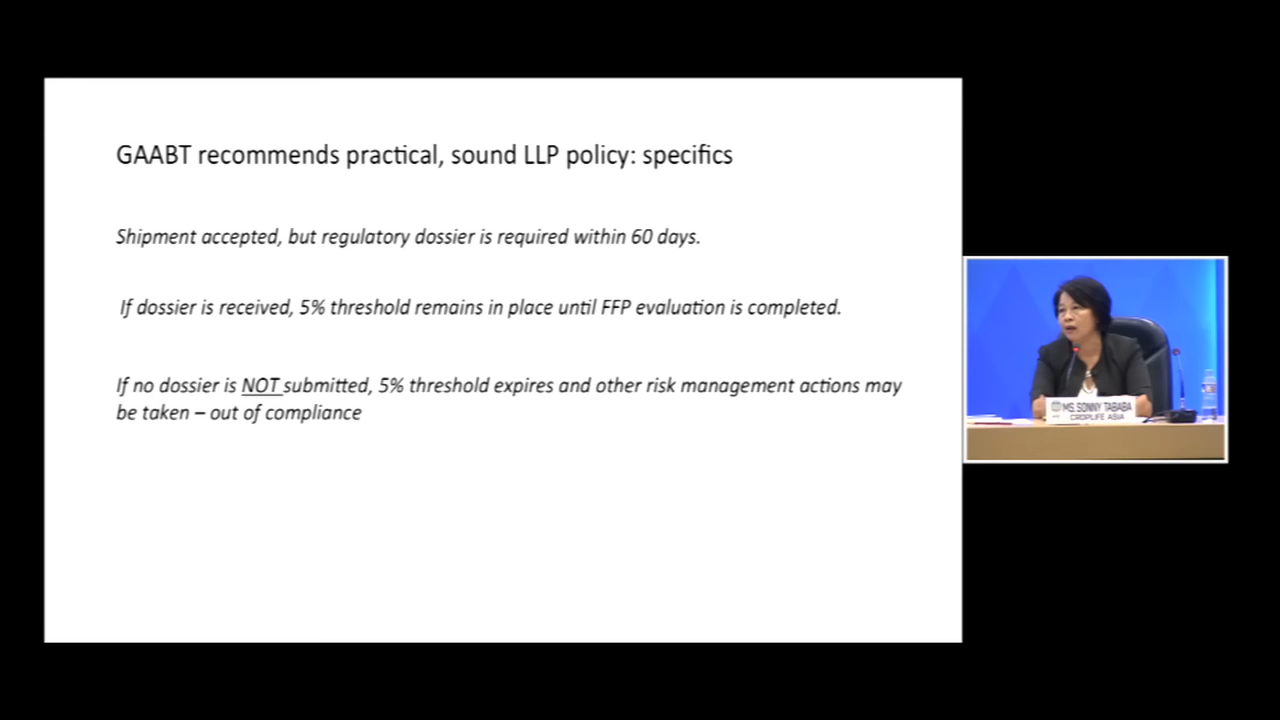 GAABT recommends practical, sound LLP policy: specifics
Shipment accepted, but regulatory dossier is required within 60 days.
If dossier is received, 5% threshold remains in place until FFP evaluation is completed.
If no dossier is NOT submitted, 5% threshold expires and other risk management actions may
be taken – out of compliance
MS. SONNY TABABA
CROPLIFE ASIA